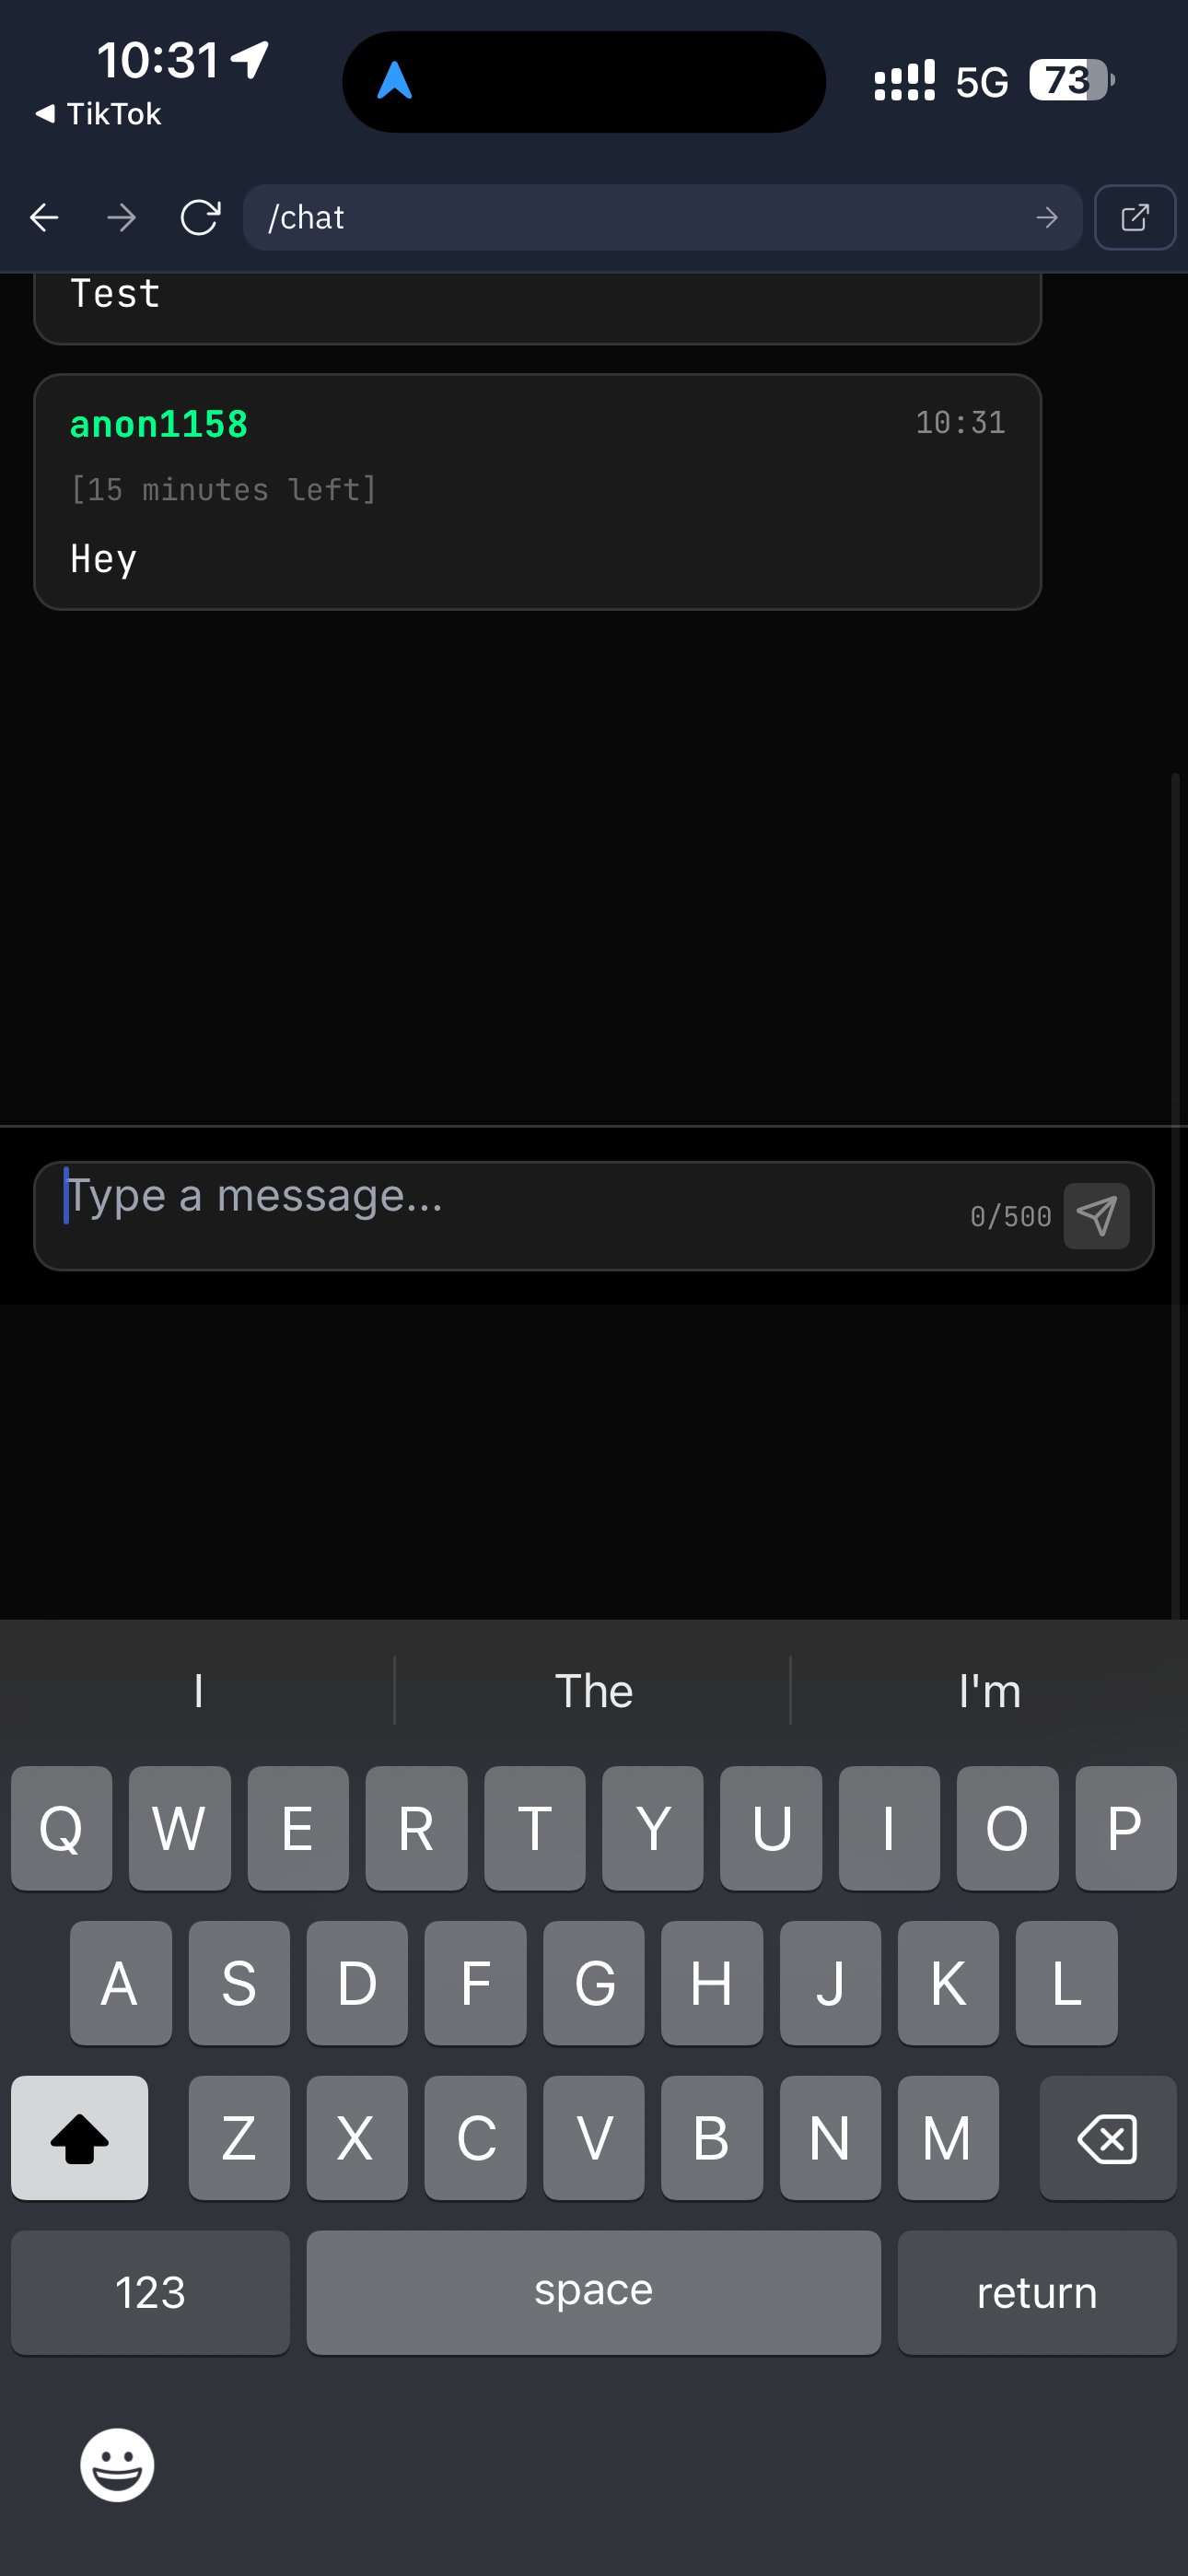 10:31
TikTok
5G
73
/chat
Test
anon1158
10:31
[15 minutes left]
Hey
Type a message...
0/500
I
The
I'm
Q W E R T Y U I O P
A S D F G H J K L
Z X C V B N M
123
space
return